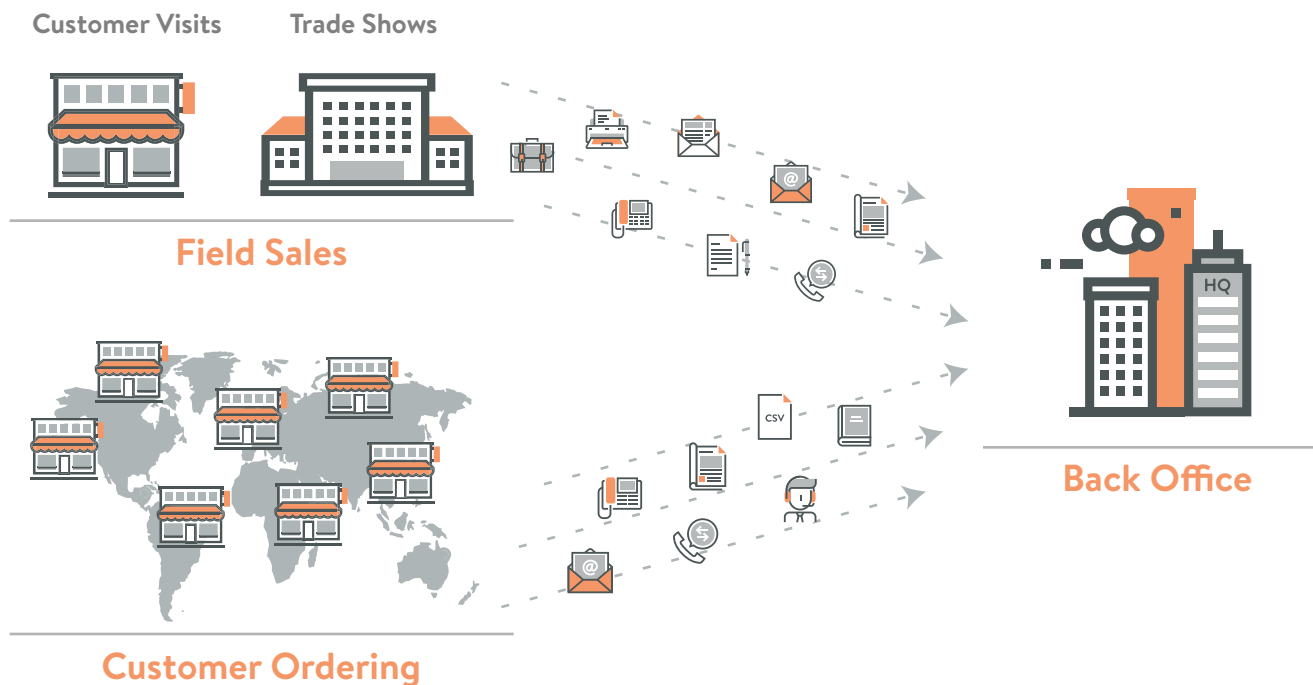 Customer Visits
Trade Shows
@
Field Sales
HQ
CSV
@
Back Office
Customer Ordering